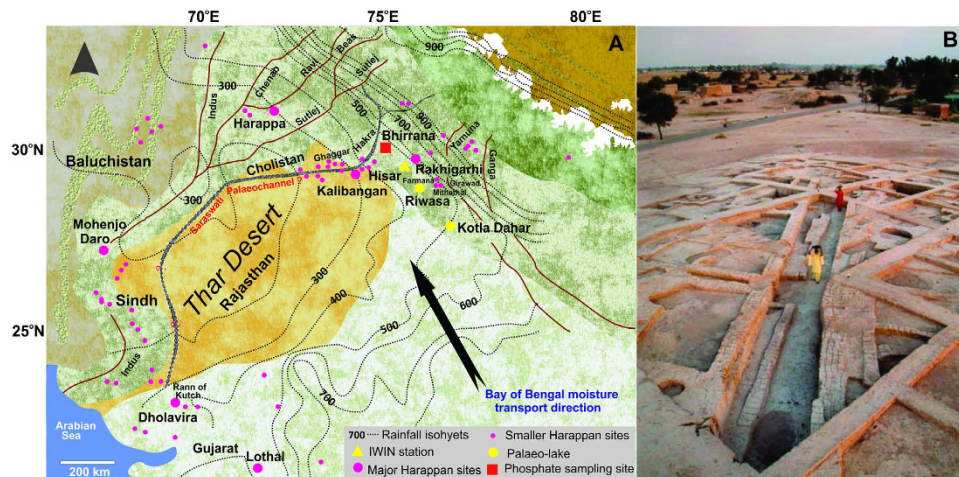 70°E
75°E
80°E
A
B
30°N
25°N
Indus
Chenab
Ravi
Beas
Sutlej
Sutlej
900
300
500
700
900
Harappa
Baluchistan
Cholistan
Ghaggar
Hakra
Bhirrana
Yamuna
Ganga
Rakhigarhi
Hisar
Farmana
Girawad
Mitathal
Kalibangan
Riwasa
Saraswati Palaeochannel
300
Mohenjo
Daro
Kotla Dahar
Thar Desert
Rajasthan
Sindh
300
400
500
600
700
Indus
Rann of
Kutch
Dholavira
Arabian
Sea
Gujarat
Lothal
200 km
Bay of Bengal moisture
transport direction
700 Rainfall isohyets
Smaller Harappan sites
IWIN station
Palaeo-lake
Major Harappan sites
Phosphate sampling site